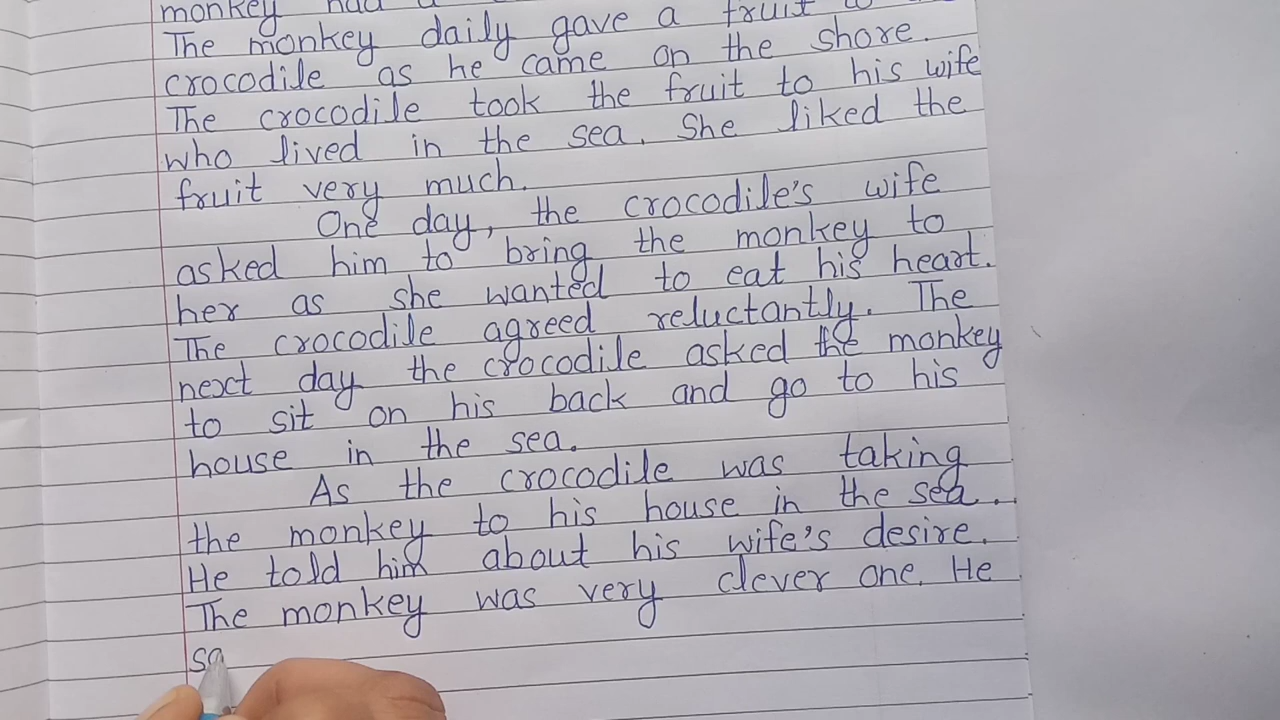 monkey had a
The monkey daily gave a fruit to
crocodile as he came on the shore.
The crocodile took the fruit to his wife
who lived in the sea. She liked the
fruit very much.
One day, the crocodile's wife
asked him to bring the monkey to
her as she wanted to eat his heart.
The crocodile agreed reluctantly. The
next day the crocodile asked the monkey
to sit on his back and go to his
house in the sea.
As the crocodile was taking
the monkey to his house in the sea.
He told him about his wife's desire.
The monkey was very clever one. He
sa